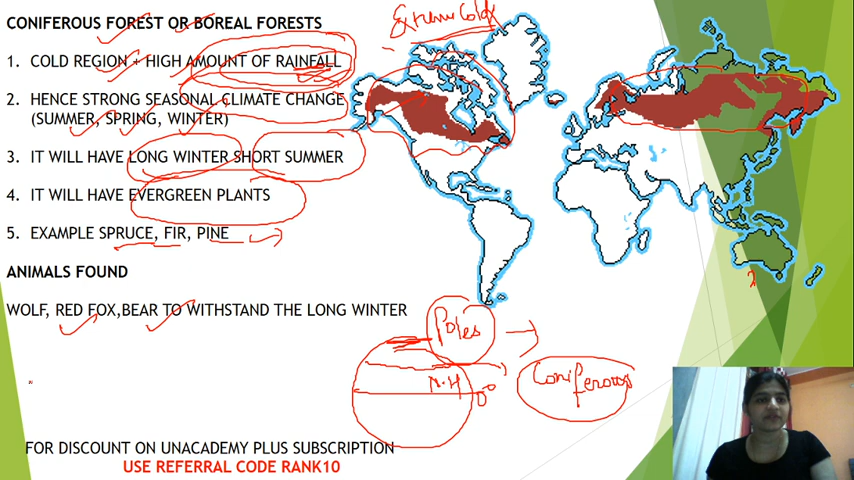 CONIFEROUS FOREST OR BOREAL FORESTS
Extreme Cold
1. COLD REGION + HIGH AMOUNT OF RAINFALL
2. HENCE STRONG SEASONAL CLIMATE CHANGE
(SUMMER, SPRING, WINTER)
3. IT WILL HAVE LONG WINTER SHORT SUMMER
4. IT WILL HAVE EVERGREEN PLANTS
5. EXAMPLE SPRUCE, FIR, PINE
ANIMALS FOUND
WOLF, RED FOX,BEAR TO WITHSTAND THE LONG WINTER
Poles
N.H
0°
Coniferous
FOR DISCOUNT ON UNACADEMY PLUS SUBSCRIPTION
USE REFERRAL CODE RANK10